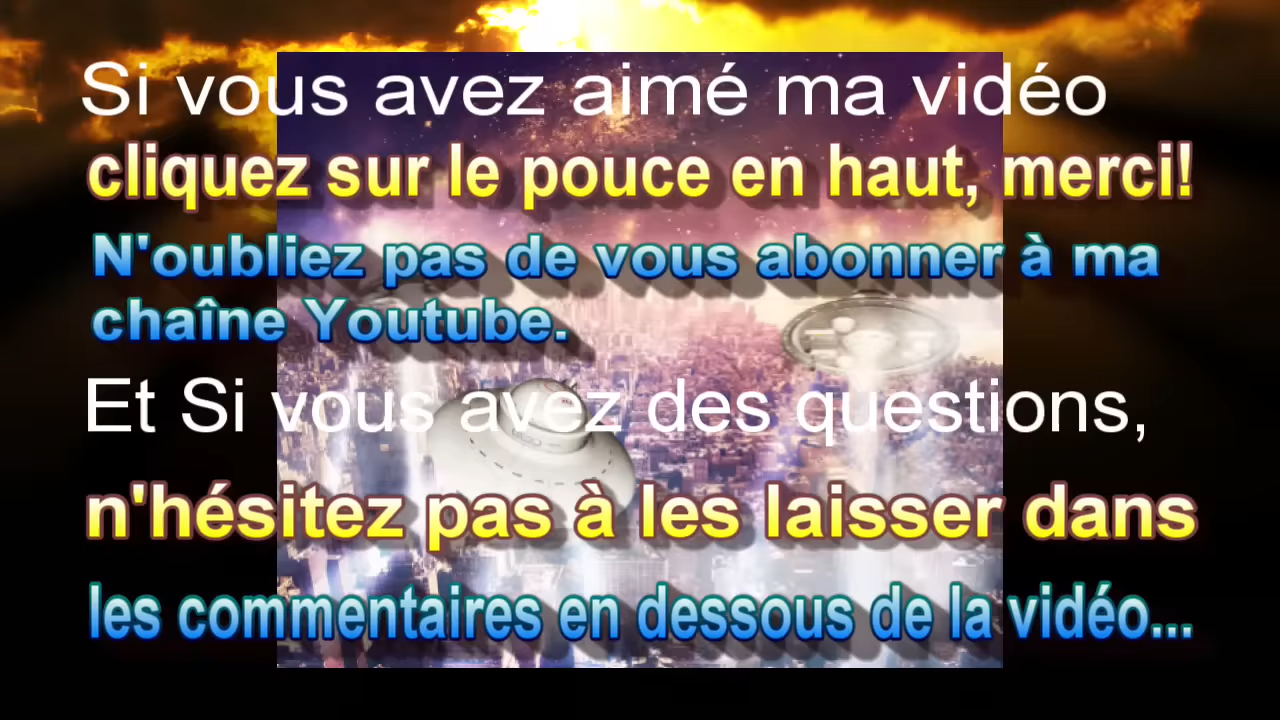 Si vous avez aimé ma vidéo
cliquez sur le pouce en haut, merci!
N'oubliez pas de vous abonner à ma
chaîne Youtube.
Et Si vous avez des questions,
n'hésitez pas à les laisser dans
les commentaires en dessous de la vidéo...